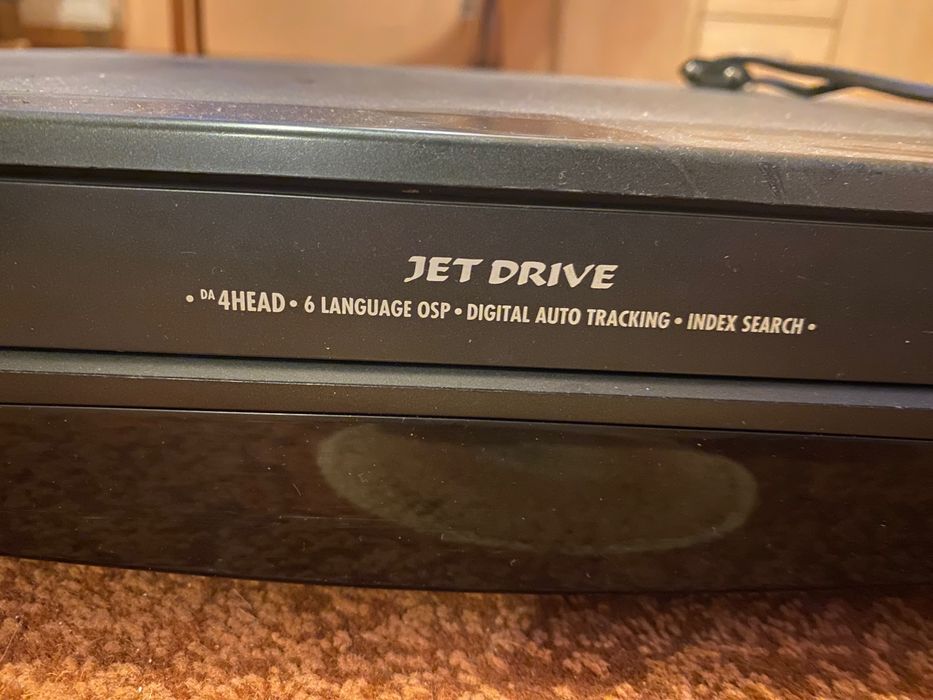 JET DRIVE
• DA 4HEAD • 6 LANGUAGE OSP • DIGITAL AUTO TRACKING • INDEX SEARCH •